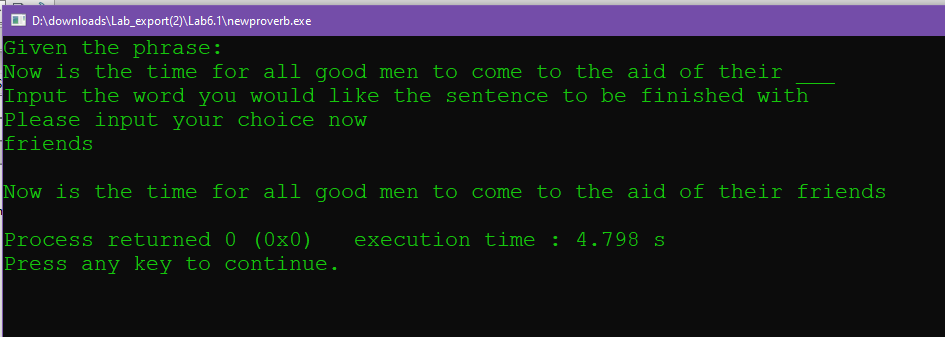 D:\downloads\Lab_export(2)\Lab6.1\newproverb.exe
Given the phrase:
Now is the time for all good men to come to the aid of their ___
Input the word you would like the sentence to be finished with
Please input your choice now
friends
Now is the time for all good men to come to the aid of their friends
Process returned 0 (0x0)   execution time : 4.798 s
Press any key to continue.